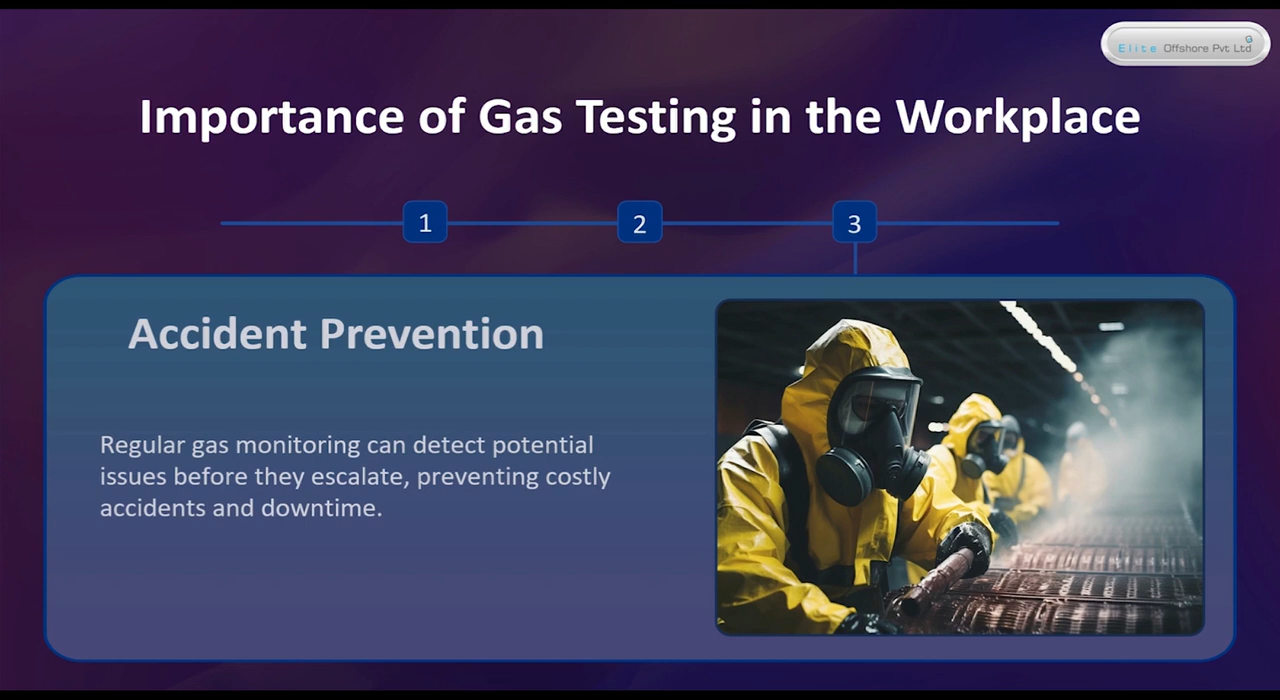 Elite Offshore Pvt Ltd
Importance of Gas Testing in the Workplace
1
2
3
Accident Prevention
Regular gas monitoring can detect potential
issues before they escalate, preventing costly
accidents and downtime.